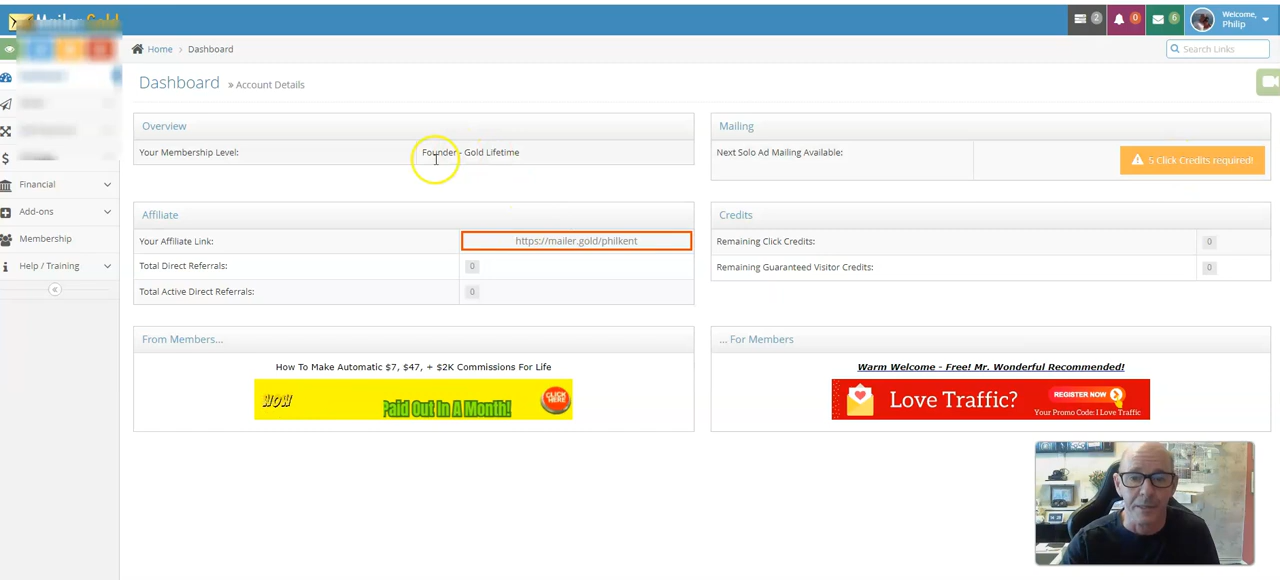 Mailer Gold
2
0
6
Welcome,
Philip
Home > Dashboard
Search Links
Dashboard » Account Details
Overview
Your Membership Level: Founder - Gold Lifetime
Mailing
Next Solo Ad Mailing Available: 5 Click Credits required!
Financial
Add-ons
Membership
Help / Training
Affiliate
Your Affiliate Link: https://mailer.gold/philkent
Total Direct Referrals: 0
Total Active Direct Referrals: 0
Credits
Remaining Click Credits: 0
Remaining Guaranteed Visitor Credits: 0
From Members...
How To Make Automatic $7, $47, + $2K Commissions For Life
WOW
Paid Out In A Month!
CLICK HERE
... For Members
Warm Welcome - Free! Mr. Wonderful Recommended!
Love Traffic?
REGISTER NOW
Your Promo Code: I Love Traffic